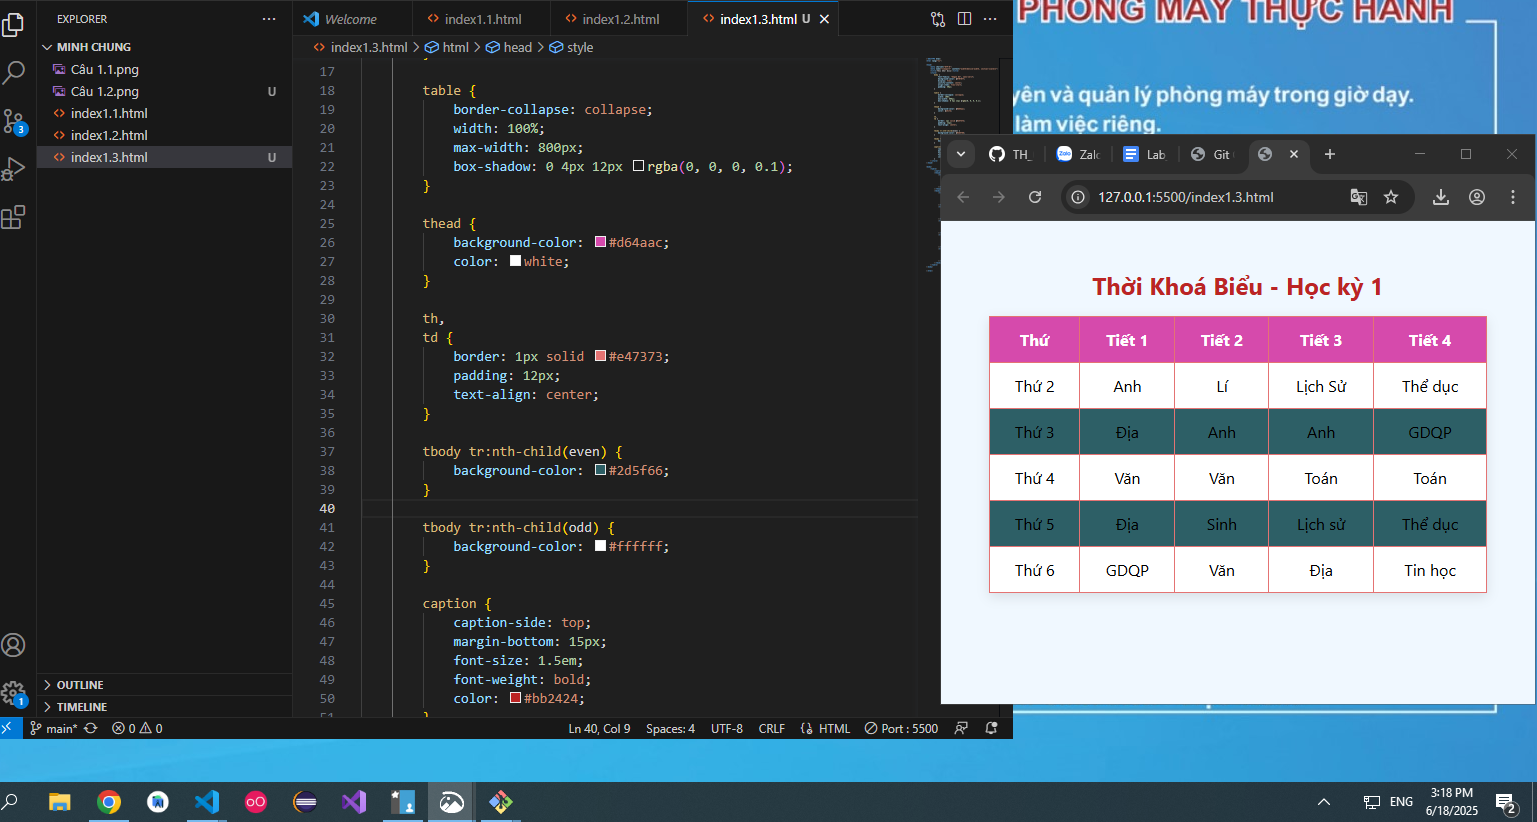 EXPLORER
MINH CHUNG
Câu 1.1.png
Câu 1.2.png U
index1.1.html
index1.2.html
index1.3.html U
OUTLINE
TIMELINE
Welcome
index1.1.html
index1.2.html
index1.3.html U
index1.3.html > html > head > style
17
18 table {
19 border-collapse: collapse;
20 width: 100%;
21 max-width: 800px;
22 box-shadow: 0 4px 12px rgba(0, 0, 0, 0.1);
23 }
24
25 thead {
26 background-color: #d64aac;
27 color: white;
28 }
29
30 th,
31 td {
32 border: 1px solid #e47373;
33 padding: 12px;
34 text-align: center;
35 }
36
37 tbody tr:nth-child(even) {
38 background-color: #2d5f66;
39 }
40
41 tbody tr:nth-child(odd) {
42 background-color: #ffffff;
43 }
44
45 caption {
46 caption-side: top;
47 margin-bottom: 15px;
48 font-size: 1.5em;
49 font-weight: bold;
50 color: #bb2424;
51 }
3
1
main* 0 0
Ln 40, Col 9 Spaces: 4 UTF-8 CRLF HTML Port : 5500
PHÒNG MÁY THỰC HÀNH
yên và quản lý phòng máy trong giờ dạy.
làm việc riêng.
TH_ Zalo Lab Git
127.0.0.1:5500/index1.3.html
Thời Khoá Biểu - Học kỳ 1
Thứ Tiết 1 Tiết 2 Tiết 3 Tiết 4
Thứ 2 Anh Lí Lịch Sử Thể dục
Thứ 3 Địa Anh Anh GDQP
Thứ 4 Văn Văn Toán Toán
Thứ 5 Địa Sinh Lịch sử Thể dục
Thứ 6 GDQP Văn Địa Tin học
ENG
3:18 PM
6/18/2025
2